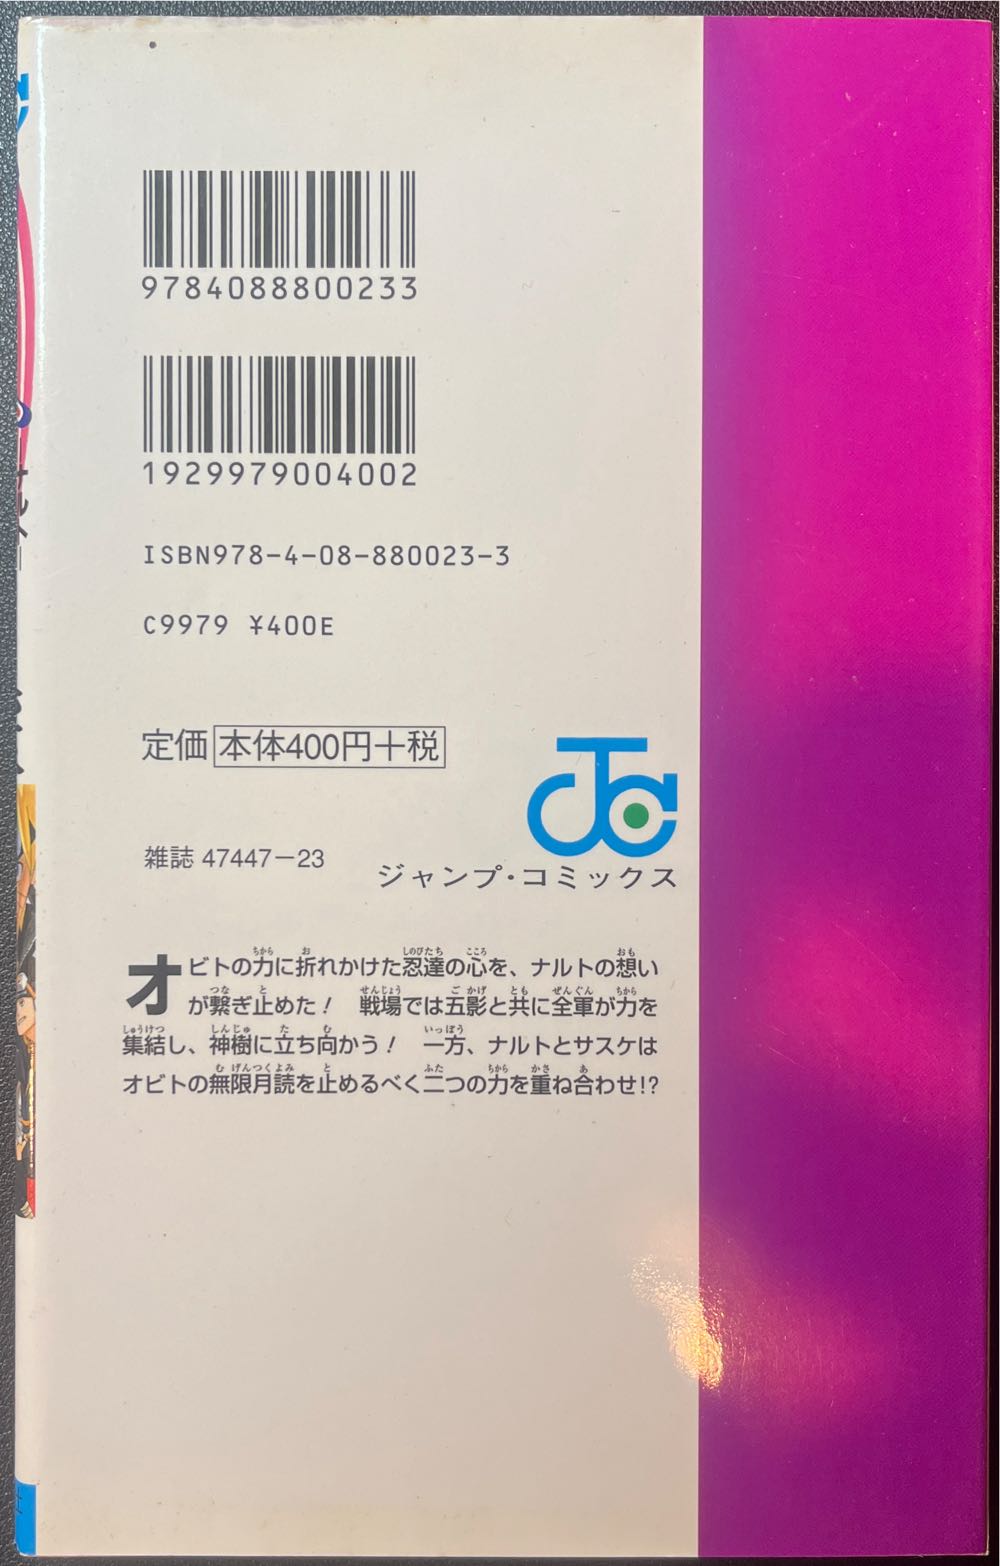 9784088800233
1929979004002
ISBN978-4-08-880023-3
C9979 ¥400E
定価 本体400円+税
雑誌 47447-23
ジャンプ・コミックス
オビトの力に折れかけた忍達の心を、ナルトの想い
が繋ぎ止めた! 戦場では五影と共に全軍が力を
集結し、神樹に立ち向かう! 一方、ナルトとサスケは
オビトの無限月読を止めるべく二つの力を重ね合わせ!?